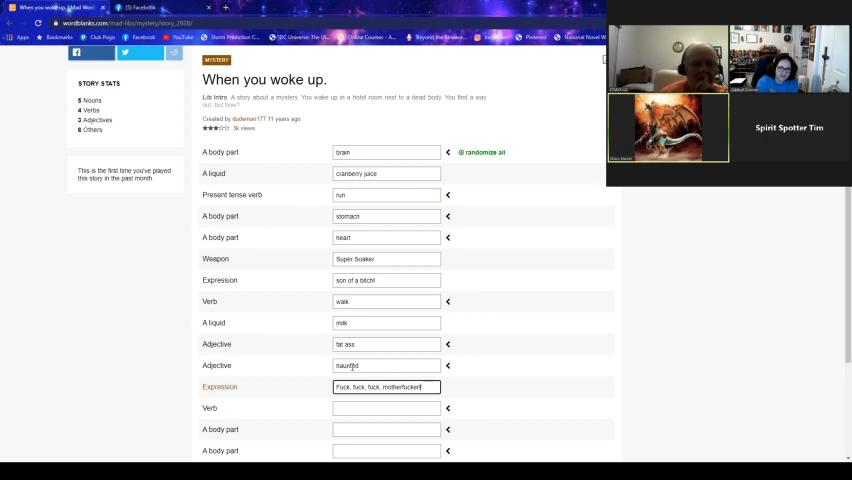 When you woke up. | Mad Word
(5) Facebook
wordblanks.com/mad-libs/mystery/story_2928/
Bookmarks
Club Pogo
Facebook
YouTube
Storm Prediction C...
!DC Universe: The Ul...
Online Courses - A...
Beyond the Airwave...
Instagram
Pinterest
National Novel W
MYSTERY
When you woke up.
Lib Intro A story about a mystery. You wake up in a hotel room next to a dead body. You find a way
out, but how?
Created by dudeman177 11 years ago
3k views
STORY STATS
5 Nouns
4 Verbs
3 Adjectives
6 Others
This is the first time you've played
this story in the past month.
A body part brain
randomize all
A liquid cranberry juice
Present tense verb run
A body part stomach
A body part heart
Weapon Super Soaker
Expression son of a bitch!
Verb walk
A liquid milk
Adjective fat ass
Adjective haunted
Expression Fuck, fuck, fuck, motherfucker!
Verb
A body part
A body part
Spirit Spotter Tim